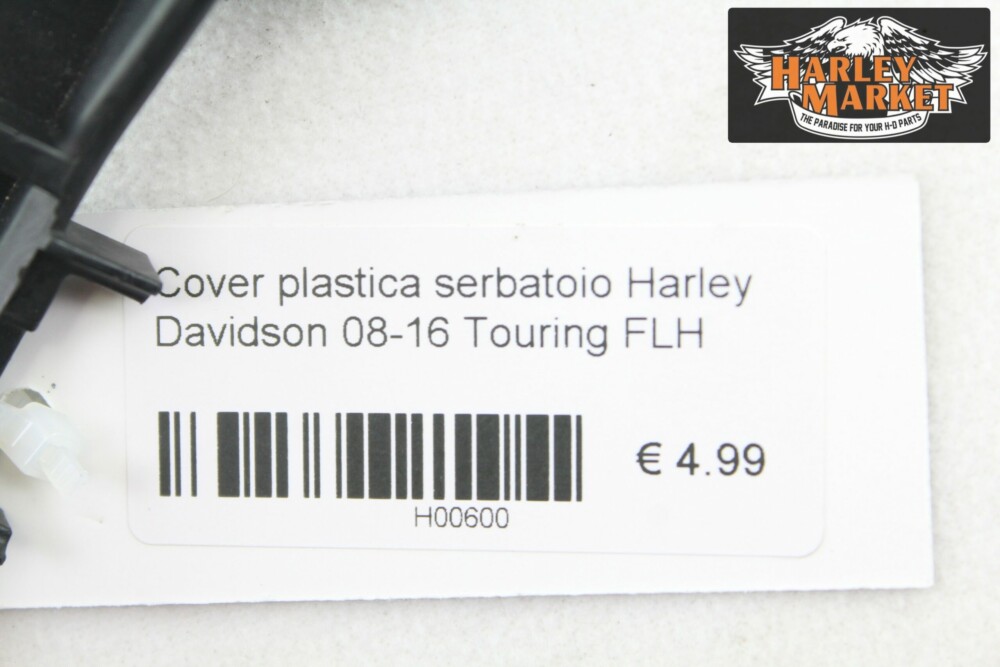 HARLEY
MARKET
THE PARADISE FOR YOUR H-D PARTS
Cover plastica serbatoio Harley
Davidson 08-16 Touring FLH
€ 4.99
H00600